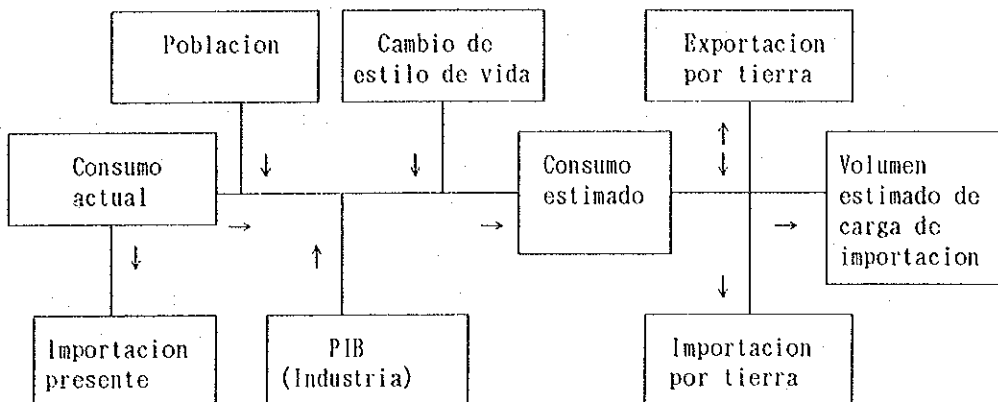 Poblacion
Cambio de
estilo de vida
Exportacion
por tierra
Consumo
actual
Consumo
estimado
Volumen
estimado de
carga de
importacion
Importacion
presente
PIB
(Industria)
Importacion
por tierra